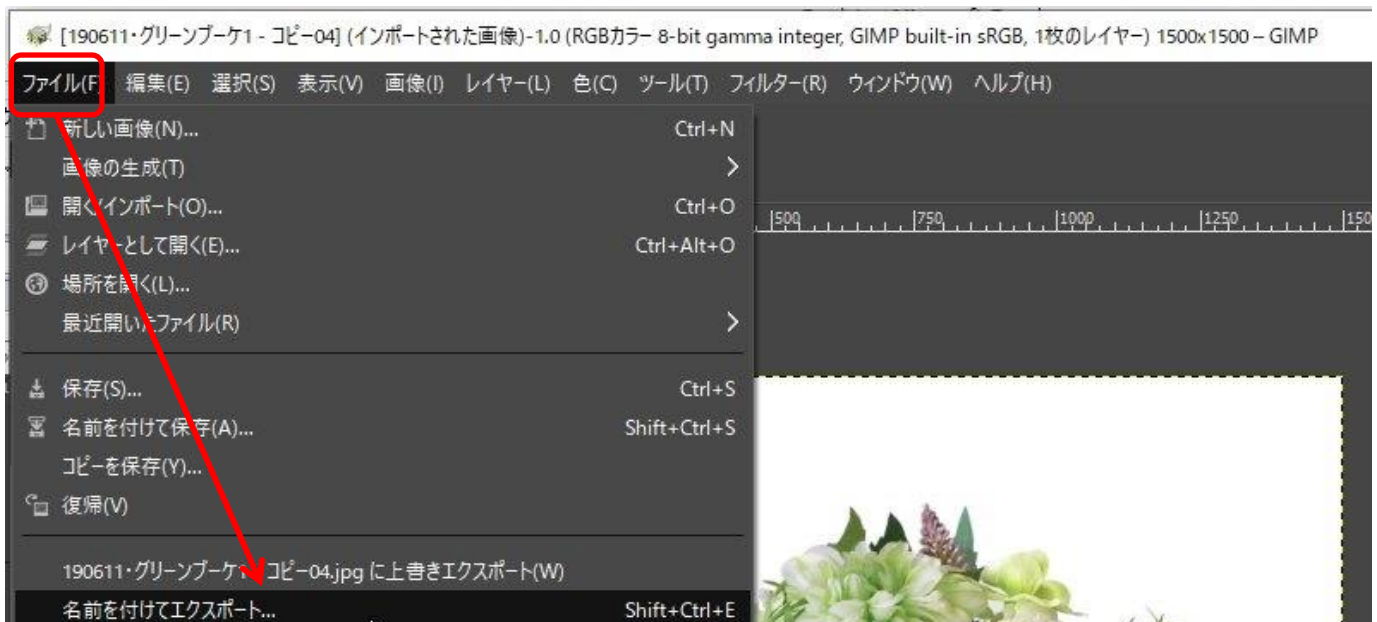 [190611・グリーンブーケ1 - コピー04] (インポートされた画像)-1.0 (RGBカラー 8-bit gamma integer, GIMP built-in sRGB, 1枚のレイヤー) 1500x1500 – GIMP
ファイル(F) 編集(E) 選択(S) 表示(V) 画像(I) レイヤー(L) 色(C) ツール(T) フィルター(R) ウィンドウ(W) ヘルプ(H)
新しい画像(N)... Ctrl+N
画像の生成(T)
開く/インポート(O)... Ctrl+O
500 750 1000 1250 150
レイヤーとして開く(E)... Ctrl+Alt+O
場所を開く(L)...
最近開いたファイル(R)
保存(S)... Ctrl+S
名前を付けて保存(A)... Shift+Ctrl+S
コピーを保存(Y)...
復帰(V)
190611・グリーンブーケ1 - コピー04.jpg に上書きエクスポート(W)
名前を付けてエクスポート... Shift+Ctrl+E